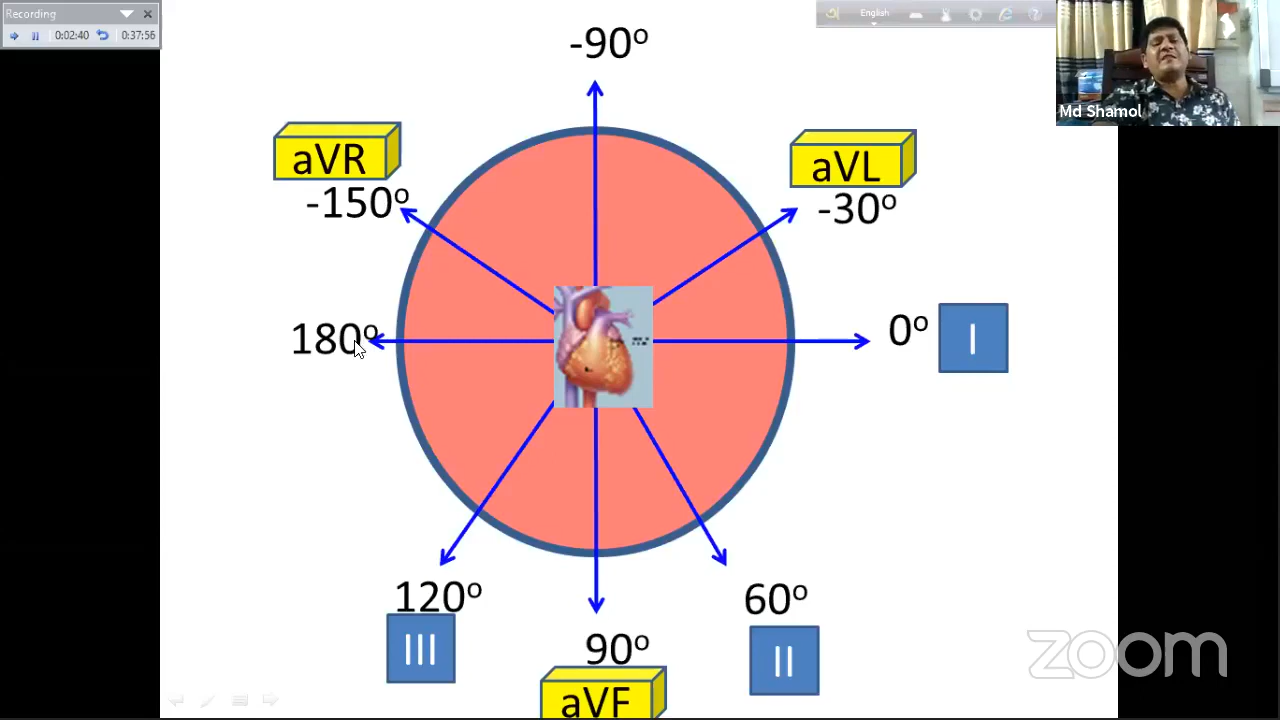 Recording
0:02:40
0:37:56
English
Md Shamol
-90º
aVR
-150º
aVL
-30º
180º
0º
I
120º
III
90º
aVF
60º
II
zoom